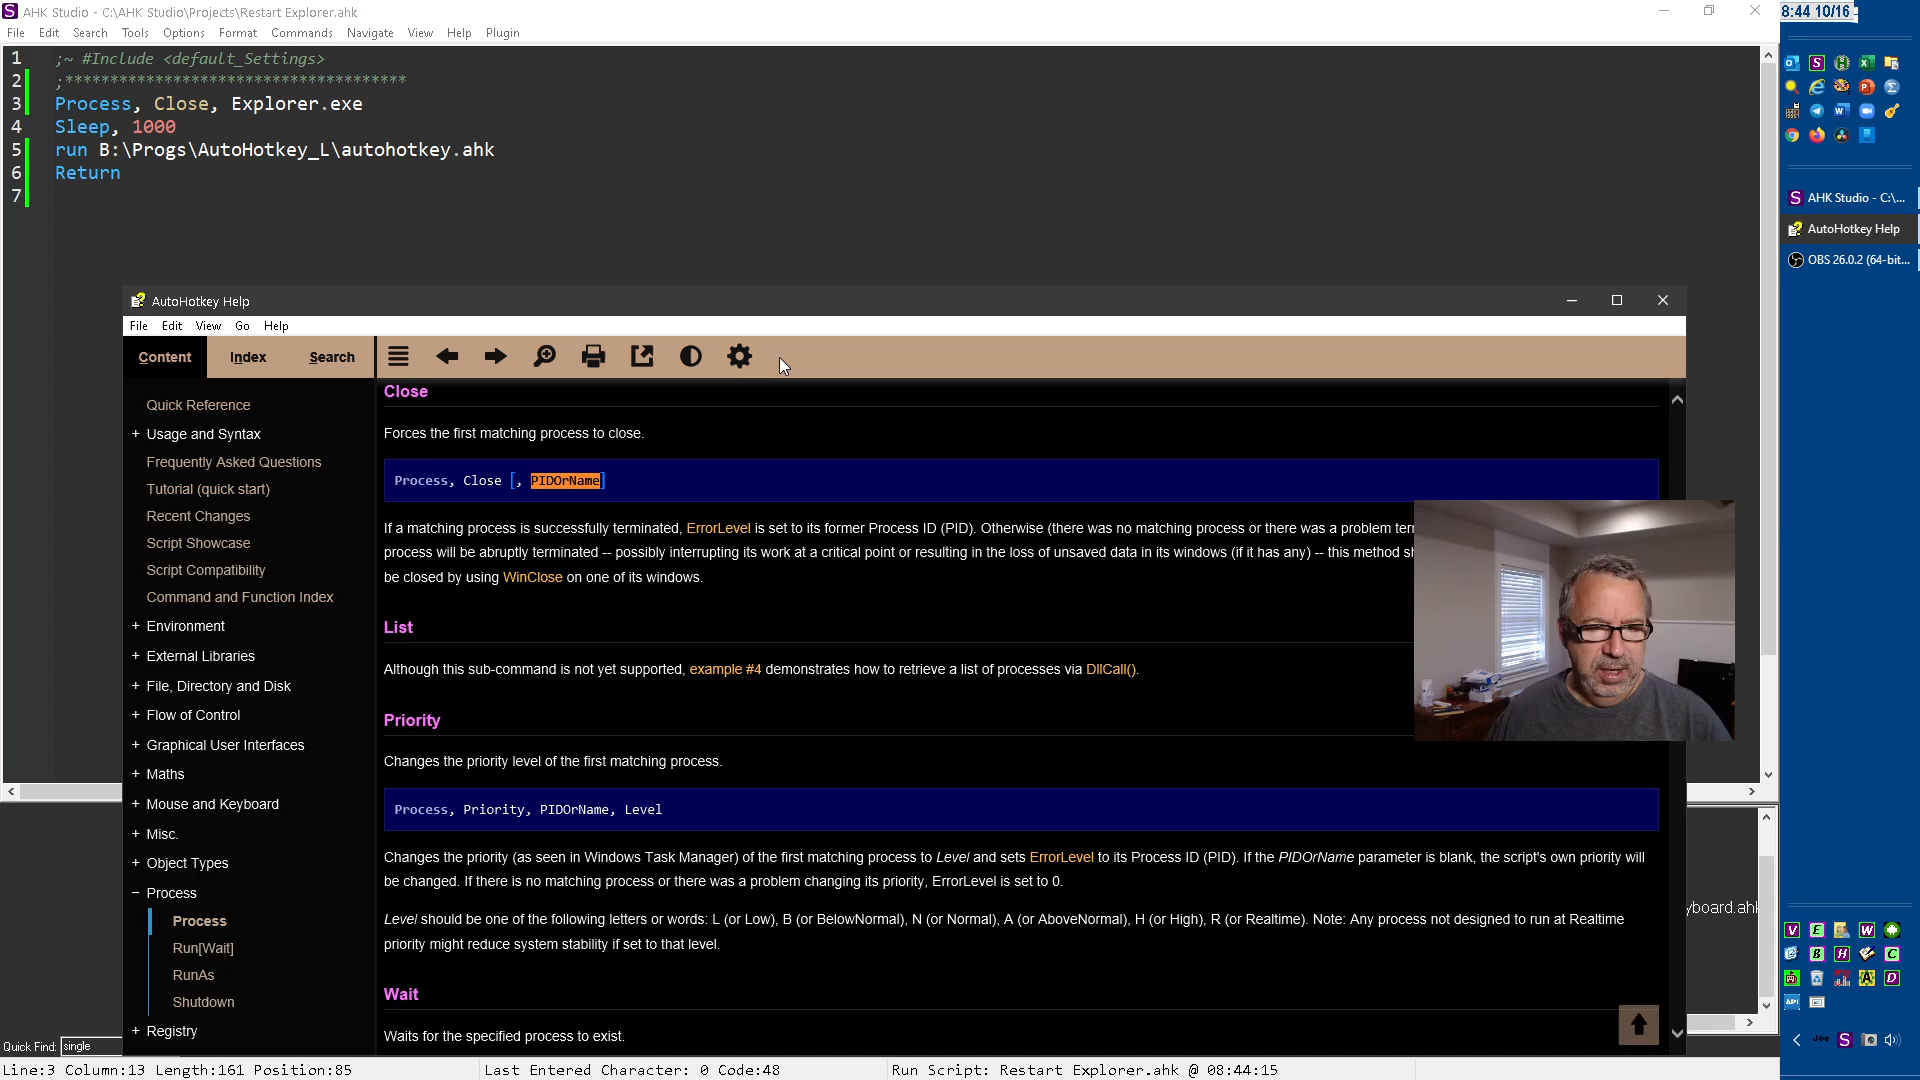 AHK Studio - C:\AHK Studio\Projects\Restart Explorer.ahk
8:44 10/16
File Edit Search Tools Options Format Commands Navigate View Help Plugin
1 ;~ #Include <default_Settings>
2 ;**************************************
3 Process, Close, Explorer.exe
4 Sleep, 1000
5 run B:\Progs\AutoHotkey_L\autohotkey.ahk
6 Return
7
AHK Studio - C:\...
AutoHotkey Help
OBS 26.0.2 (64-bit...
AutoHotkey Help
File Edit View Go Help
Content Index Search
Quick Reference
+ Usage and Syntax
Frequently Asked Questions
Tutorial (quick start)
Recent Changes
Script Showcase
Script Compatibility
Command and Function Index
+ Environment
+ External Libraries
+ File, Directory and Disk
+ Flow of Control
+ Graphical User Interfaces
+ Maths
+ Mouse and Keyboard
+ Misc.
+ Object Types
- Process
Process
Run[Wait]
RunAs
Shutdown
+ Registry
Close
Forces the first matching process to close.
Process, Close [, PIDOrName]
If a matching process is successfully terminated, ErrorLevel is set to its former Process ID (PID). Otherwise (there was no matching process or there was a problem
process will be abruptly terminated -- possibly interrupting its work at a critical point or resulting in the loss of unsaved data in its windows (if it has any) -- this method
be closed by using WinClose on one of its windows.
List
Although this sub-command is not yet supported, example #4 demonstrates how to retrieve a list of processes via DllCall().
Priority
Changes the priority level of the first matching process.
Process, Priority, PIDOrName, Level
Changes the priority (as seen in Windows Task Manager) of the first matching process to Level and sets ErrorLevel to its Process ID (PID). If the PIDOrName parameter is blank, the script's own priority will
be changed. If there is no matching process or there was a problem changing its priority, ErrorLevel is set to 0.
Level should be one of the following letters or words: L (or Low), B (or BelowNormal), N (or Normal), A (or AboveNormal), H (or High), R (or Realtime). Note: Any process not designed to run at Realtime
priority might reduce system stability if set to that level.
Wait
Waits for the specified process to exist.
yboard.ahk
Quick Find: single
Joe
Line:3 Column:13 Length:161 Position:85 Last Entered Character: 0 Code:48 Run Script: Restart Explorer.ahk @ 08:44:15